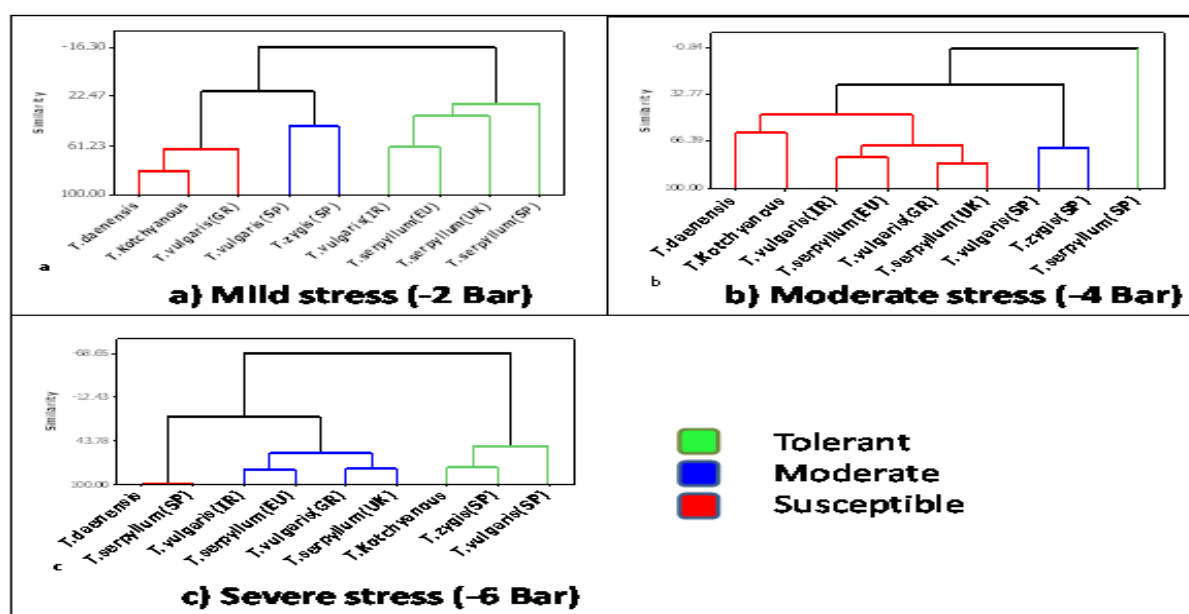 -16.30
22.47
61.23
100.00
Similarity
T.daenensis
T.Kotchyanous
T.vulgaris(GR)
T.vulgaris(SP)
T.zygis(SP)
T.vulgaris(IR)
T.serpyllum(EU)
T.serpyllum(UK)
T.serpyllum(SP)
a
a) Mild stress (-2 Bar)
-0.84
32.77
66.39
100.00
Similarity
T.daenensis
T.Kotchyanous
T.vulgaris(IR)
T.serpyllum(EU)
T.vulgaris(GR)
T.serpyllum(UK)
T.vulgaris(SP)
T.zygis(SP)
T.serpyllum(SP)
b
b) Moderate stress (-4 Bar)
-68.65
-12.43
43.78
100.00
Similarity
T.daenensis
T.serpyllum(SP)
T.vulgaris(IR)
T.serpyllum(EU)
T.vulgaris(GR)
T.serpyllum(UK)
T.Kotchyanous
T.zygis(SP)
T.vulgaris(SP)
c
c) Severe stress (-6 Bar)
Tolerant
Moderate
Susceptible